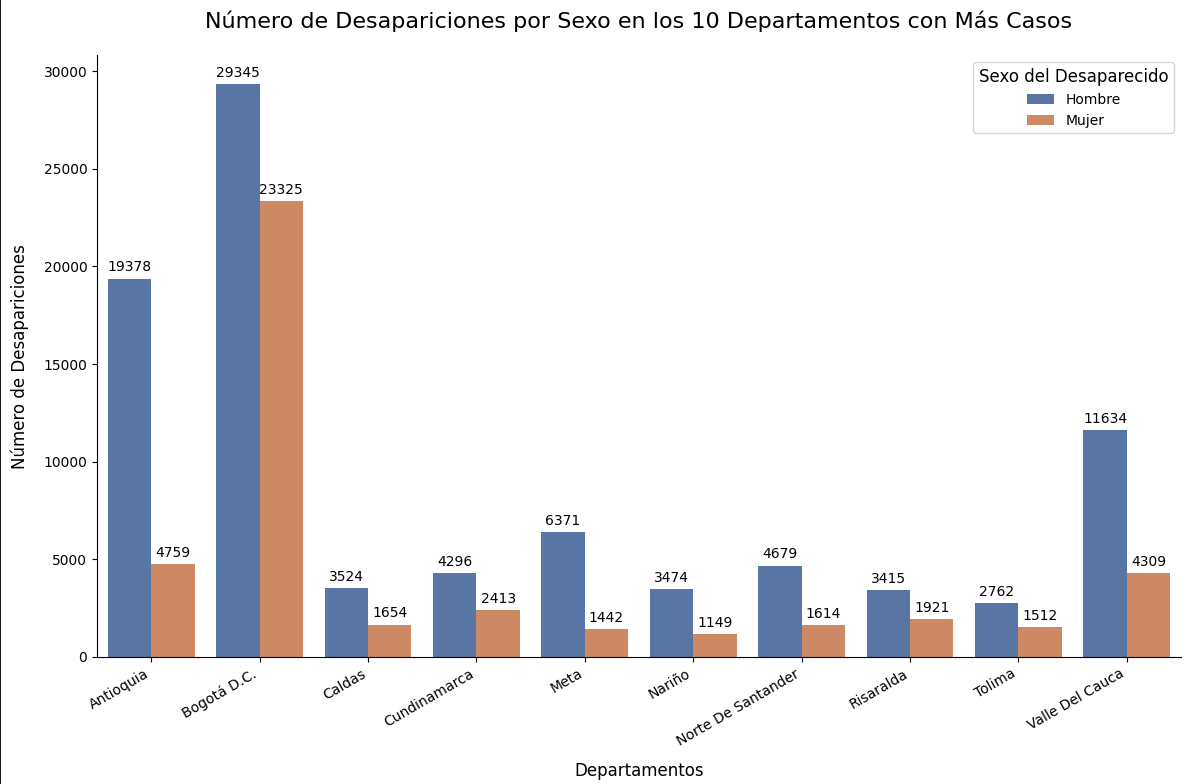 Número de Desapariciones por Sexo en los 10 Departamentos con Más Casos
Sexo del Desaparecido
Hombre
Mujer
Número de Desapariciones
30000
25000
20000
15000
10000
5000
0
19378
4759
29345
23325
3524
1654
4296
2413
6371
1442
3474
1149
4679
1614
3415
1921
2762
1512
11634
4309
Antioquia
Bogotá D.C.
Caldas
Cundinamarca
Meta
Nariño
Norte De Santander
Risaralda
Tolima
Valle Del Cauca
Departamentos